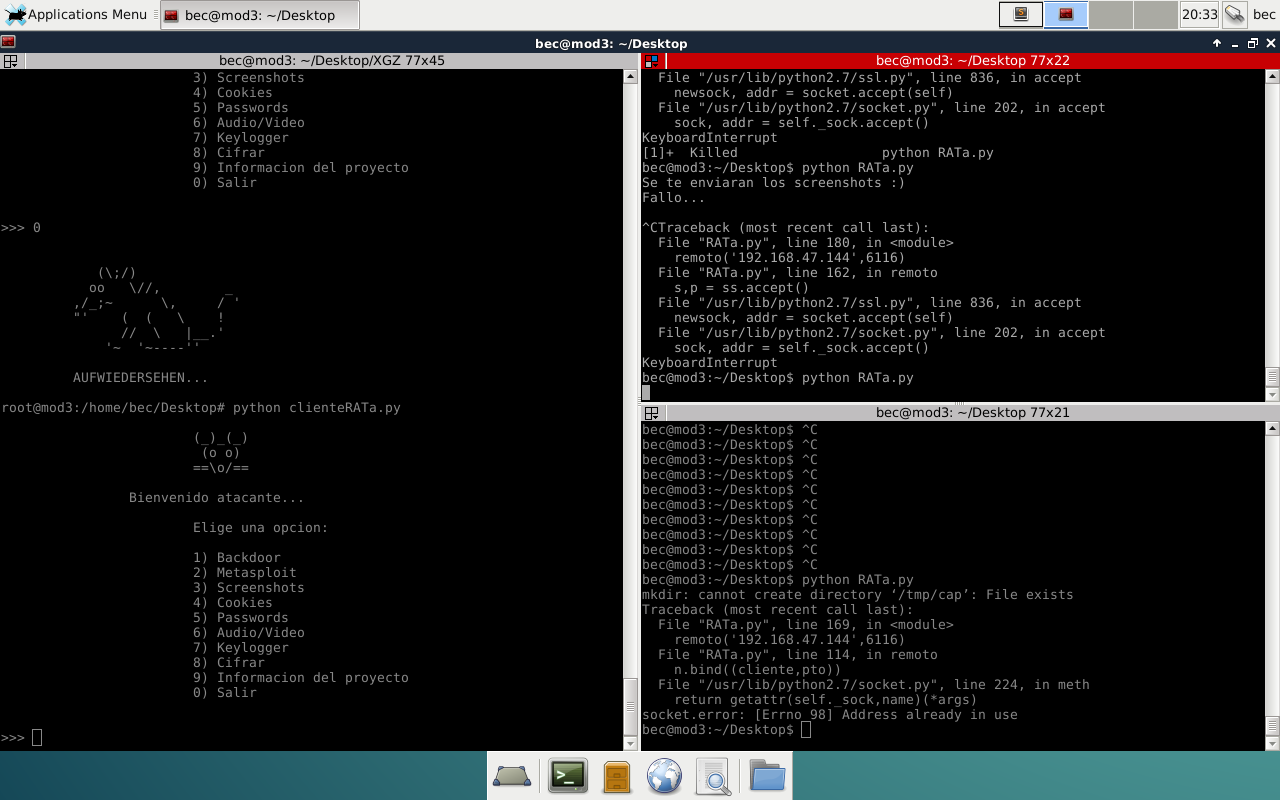 Applications Menu
bec@mod3: ~/Desktop
20:33
bec
bec@mod3: ~/Desktop
bec@mod3: ~/Desktop/XGZ 77x45
3) Screenshots
4) Cookies
5) Passwords
6) Audio/Video
7) Keylogger
8) Cifrar
9) Informacion del proyecto
0) Salir
>>> 0
(\;/)
oo   \//,        _
,/_;~      \,     / '
"'    (  (   \    !
//  \   |__.'
'~  '~----''
AUFWIEDERSEHEN...
root@mod3:/home/bec/Desktop# python clienteRATa.py
(_)_(_)
(o o)
==\o/==
Bienvenido atacante...
Elige una opcion:
1) Backdoor
2) Metasploit
3) Screenshots
4) Cookies
5) Passwords
6) Audio/Video
7) Keylogger
8) Cifrar
9) Informacion del proyecto
0) Salir
>>>
bec@mod3: ~/Desktop 77x22
File "/usr/lib/python2.7/ssl.py", line 836, in accept
newsock, addr = socket.accept(self)
File "/usr/lib/python2.7/socket.py", line 202, in accept
sock, addr = self._sock.accept()
KeyboardInterrupt
[1]+  Killed                 python RATa.py
bec@mod3:~/Desktop$ python RATa.py
Se te enviaran los screenshots :)
Fallo...
^CTraceback (most recent call last):
File "RATa.py", line 180, in <module>
remoto('192.168.47.144',6116)
File "RATa.py", line 162, in remoto
s,p = ss.accept()
File "/usr/lib/python2.7/ssl.py", line 836, in accept
newsock, addr = socket.accept(self)
File "/usr/lib/python2.7/socket.py", line 202, in accept
sock, addr = self._sock.accept()
KeyboardInterrupt
bec@mod3:~/Desktop$ python RATa.py
bec@mod3: ~/Desktop 77x21
bec@mod3:~/Desktop$ ^C
bec@mod3:~/Desktop$ ^C
bec@mod3:~/Desktop$ ^C
bec@mod3:~/Desktop$ ^C
bec@mod3:~/Desktop$ ^C
bec@mod3:~/Desktop$ ^C
bec@mod3:~/Desktop$ ^C
bec@mod3:~/Desktop$ ^C
bec@mod3:~/Desktop$ ^C
bec@mod3:~/Desktop$ ^C
bec@mod3:~/Desktop$ python RATa.py
mkdir: cannot create directory ‘/tmp/cap’: File exists
Traceback (most recent call last):
File "RATa.py", line 169, in <module>
remoto('192.168.47.144',6116)
File "RATa.py", line 114, in remoto
n.bind((cliente,pto))
File "/usr/lib/python2.7/socket.py", line 224, in meth
return getattr(self._sock,name)(*args)
socket.error: [Errno 98] Address already in use
bec@mod3:~/Desktop$